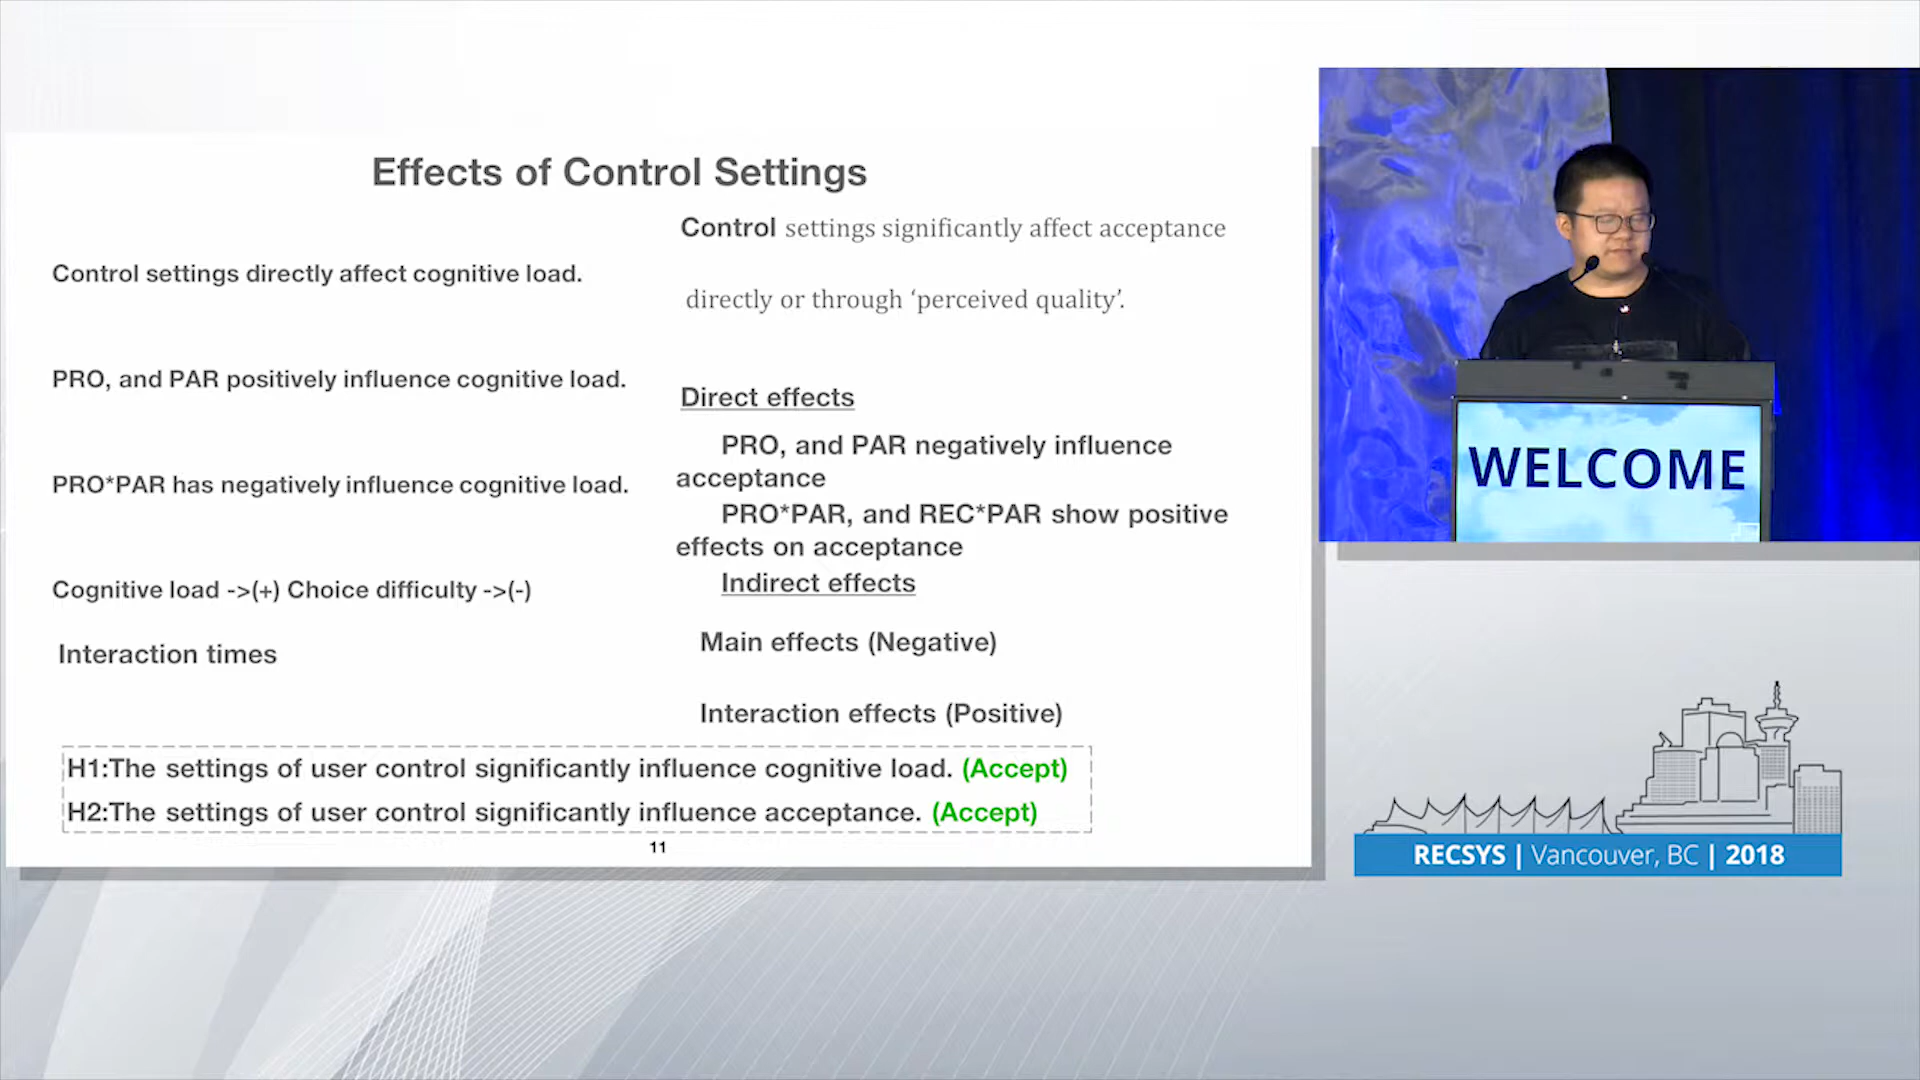 Effects of Control Settings
Control settings directly affect cognitive load.
PRO, and PAR positively influence cognitive load.
PRO*PAR has negatively influence cognitive load.
Cognitive load ->(+) Choice difficulty ->(-)
Interaction times
Control settings significantly affect acceptance
directly or through ‘perceived quality’.
Direct effects
PRO, and PAR negatively influence
acceptance
PRO*PAR, and REC*PAR show positive
effects on acceptance
Indirect effects
Main effects (Negative)
Interaction effects (Positive)
H1:The settings of user control significantly influence cognitive load. (Accept)
H2:The settings of user control significantly influence acceptance. (Accept)
11
WELCOME
RECSYS | Vancouver, BC | 2018